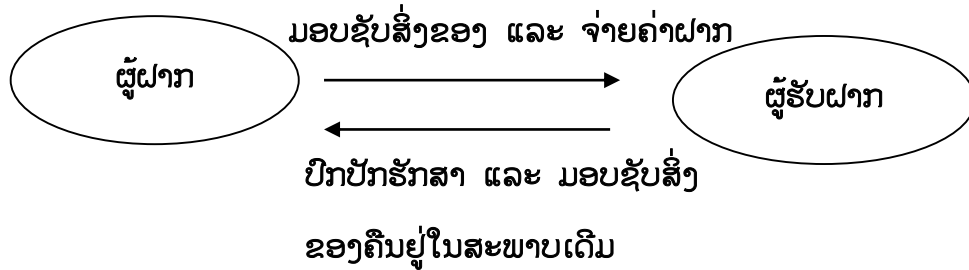 ມອບຊັບສິ່ງຂອງ ແລະ ຈ່າຍຄ່າຝາກ
ຜູ້ຝາກ
ຜູ້ຮັບຝາກ
ປົກປັກຮັກສາ ແລະ ມອບຊັບສິ່ງ
ຂອງຄືນຢູ່ໃນສະພາບເດີມ